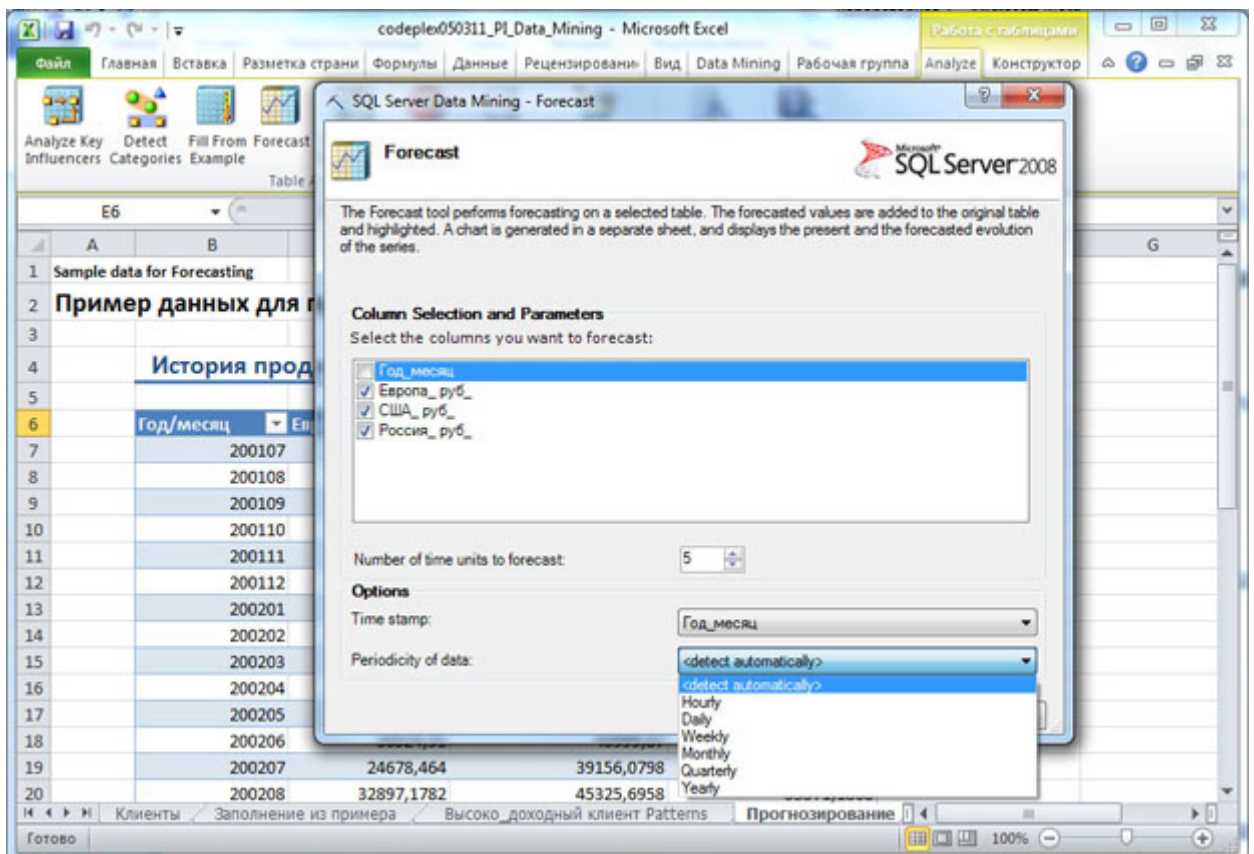 codeplex050311_PI_Data_Mining - Microsoft Excel
Работа с таблицами
Файл Главная Вставка Разметка страни Формулы Данные Рецензировани Вид Data Mining Рабочая группа Analyze Конструктор
Analyze Key Influencers
Detect Categories
Fill From Example
Forecast
Table
SQL Server Data Mining - Forecast
Forecast
Microsoft SQL Server 2008
The Forecast tool performs forecasting on a selected table. The forecasted values are added to the original table
and highlighted. A chart is generated in a separate sheet, and displays the present and the forecasted evolution
of the series.
Column Selection and Parameters
Select the columns you want to forecast:
Год_месяц
Европа_ руб_
США_ руб_
Россия_ руб_
Number of time units to forecast: 5
Options
Time stamp: Год_месяц
Periodicity of data: <detect automatically>
<detect automatically>
Hourly
Daily
Weekly
Monthly
Quarterly
Yearly
E6
A B G
1 Sample data for Forecasting
2 Пример данных для
3
4 История прод
5
6 Год/месяц Ев
7 200107
8 200108
9 200109
10 200110
11 200111
12 200112
13 200201
14 200202
15 200203
16 200204
17 200205
18 200206
19 200207 24678,464 39156,0798
20 200208 32897,1782 45325,6958
Клиенты Заполнение из примера Высоко_доходный клиент Patterns Прогнозирование
Готово 100%